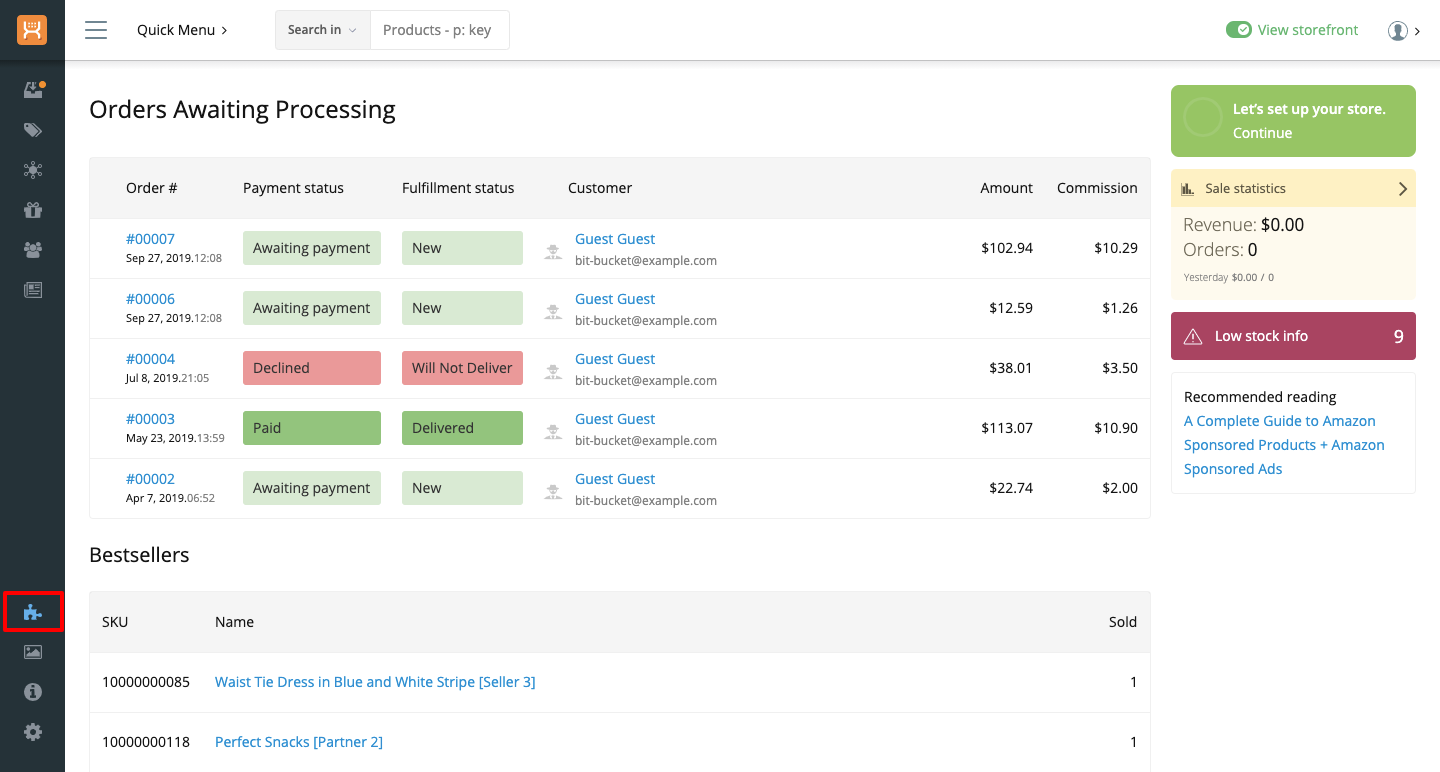 Quick Menu
Search in
Products - p: key
View storefront
Orders Awaiting Processing
Order # Payment status Fulfillment status Customer Amount Commission
#00007 Awaiting payment New Guest Guest $102.94 $10.29
Sep 27, 2019.12:08 bit-bucket@example.com
#00006 Awaiting payment New Guest Guest $12.59 $1.26
Sep 27, 2019.12:08 bit-bucket@example.com
#00004 Declined Will Not Deliver Guest Guest $38.01 $3.50
Jul 8, 2019.21:05 bit-bucket@example.com
#00003 Paid Delivered Guest Guest $113.07 $10.90
May 23, 2019.13:59 bit-bucket@example.com
#00002 Awaiting payment New Guest Guest $22.74 $2.00
Apr 7, 2019.06:52 bit-bucket@example.com
Bestsellers
SKU Name Sold
10000000085 Waist Tie Dress in Blue and White Stripe [Seller 3] 1
10000000118 Perfect Snacks [Partner 2] 1
Let's set up your store.
Continue
Sale statistics
Revenue: $0.00
Orders: 0
Yesterday $0.00 / 0
Low stock info 9
Recommended reading
A Complete Guide to Amazon
Sponsored Products + Amazon
Sponsored Ads